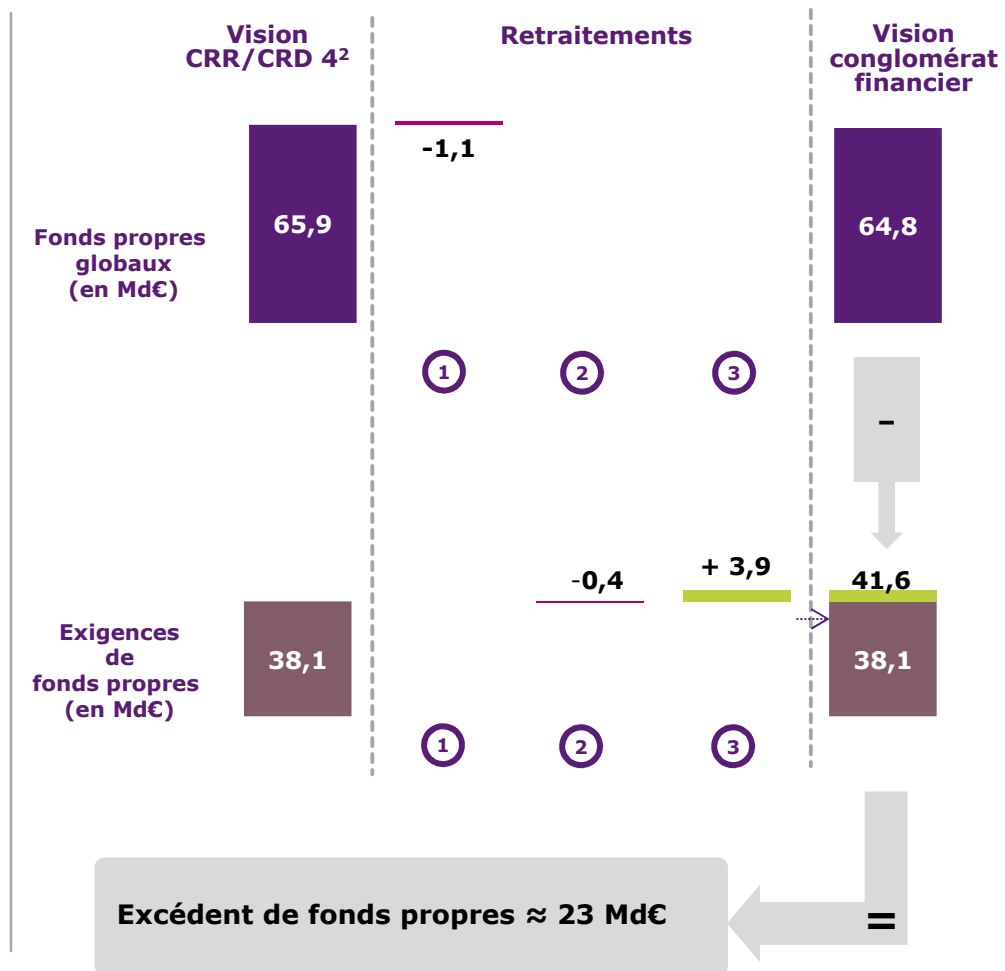 Vision
CRR/CRD 4²
Retraitements
Vision
conglomérat
financier
-1,1
65,9
64,8
Fonds propres
globaux
(en Md€)
1
2
3
–
-0,4
+ 3,9
41,6
Exigences
de
fonds propres
(en Md€)
38,1
38,1
1
2
3
Excédent de fonds propres ≈ 23 Md€
=